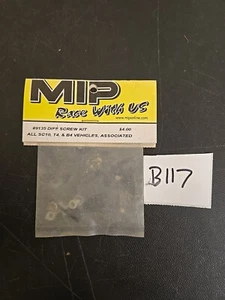 MIP
Race With US
www.miponline.com
#9135 DIFF SCREW KIT $4.00
ALL SC10, T4, & B4 VEHICLES, ASSOCIATED
B117